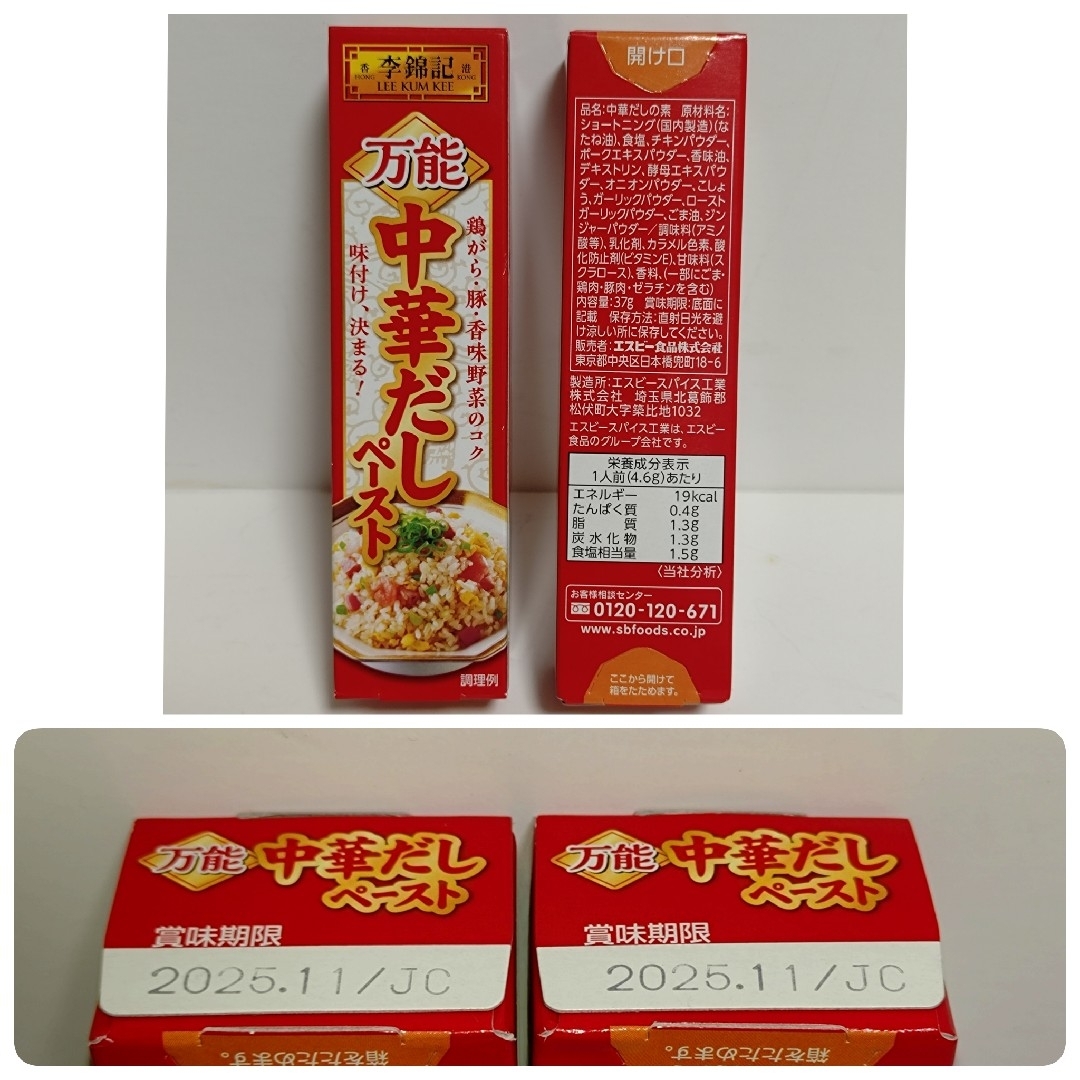 香 李錦記 港
HONG LEE KUM KEE KONG
万能
中華だし
ペースト
鶏がら・豚・香味野菜のコク
味付け、決まる!
調理例
開け口
品名:中華だしの素 原材料名:
ショートニング(国内製造)(な
たね油)、食塩、チキンパウダー、
ポークエキスパウダー、香味油、
デキストリン、酵母エキスパウ
ダー、オニオンパウダー、こしょ
う、ガーリックパウダー、ロースト
ガーリックパウダー、ごま油、ジン
ジャーパウダー/調味料(アミノ
酸等)、乳化剤、カラメル色素、酸
化防止剤(ビタミンE)、甘味料(ス
クラロース)、香料、(一部にごま・
鶏肉・豚肉・ゼラチンを含む)
内容量:37g 賞味期限:底面に
記載 保存方法:直射日光を避
け涼しい所に保存してください。
販売者:エスビー食品株式会社
東京都中央区日本橋兜町18-6
製造所:エスビースパイス工業
株式会社 埼玉県北葛飾郡
松伏町大字築比地1032
エスビースパイス工業は、エスビー
食品のグループ会社です。
栄養成分表示
1人前(4.6g)あたり
エネルギー 19kcal
たんぱく質 0.4g
脂質 1.3g
炭水化物 1.3g
食塩相当量 1.5g
〈当社分析〉
お客様相談センター
0120-120-671
www.sbfoods.co.jp
ここから開けて
箱をたためます。
万能 中華だし
ペースト
賞味期限
2025.11/JC
箱をたためます。
万能 中華だし
ペースト
賞味期限
2025.11/JC
箱をたためます。